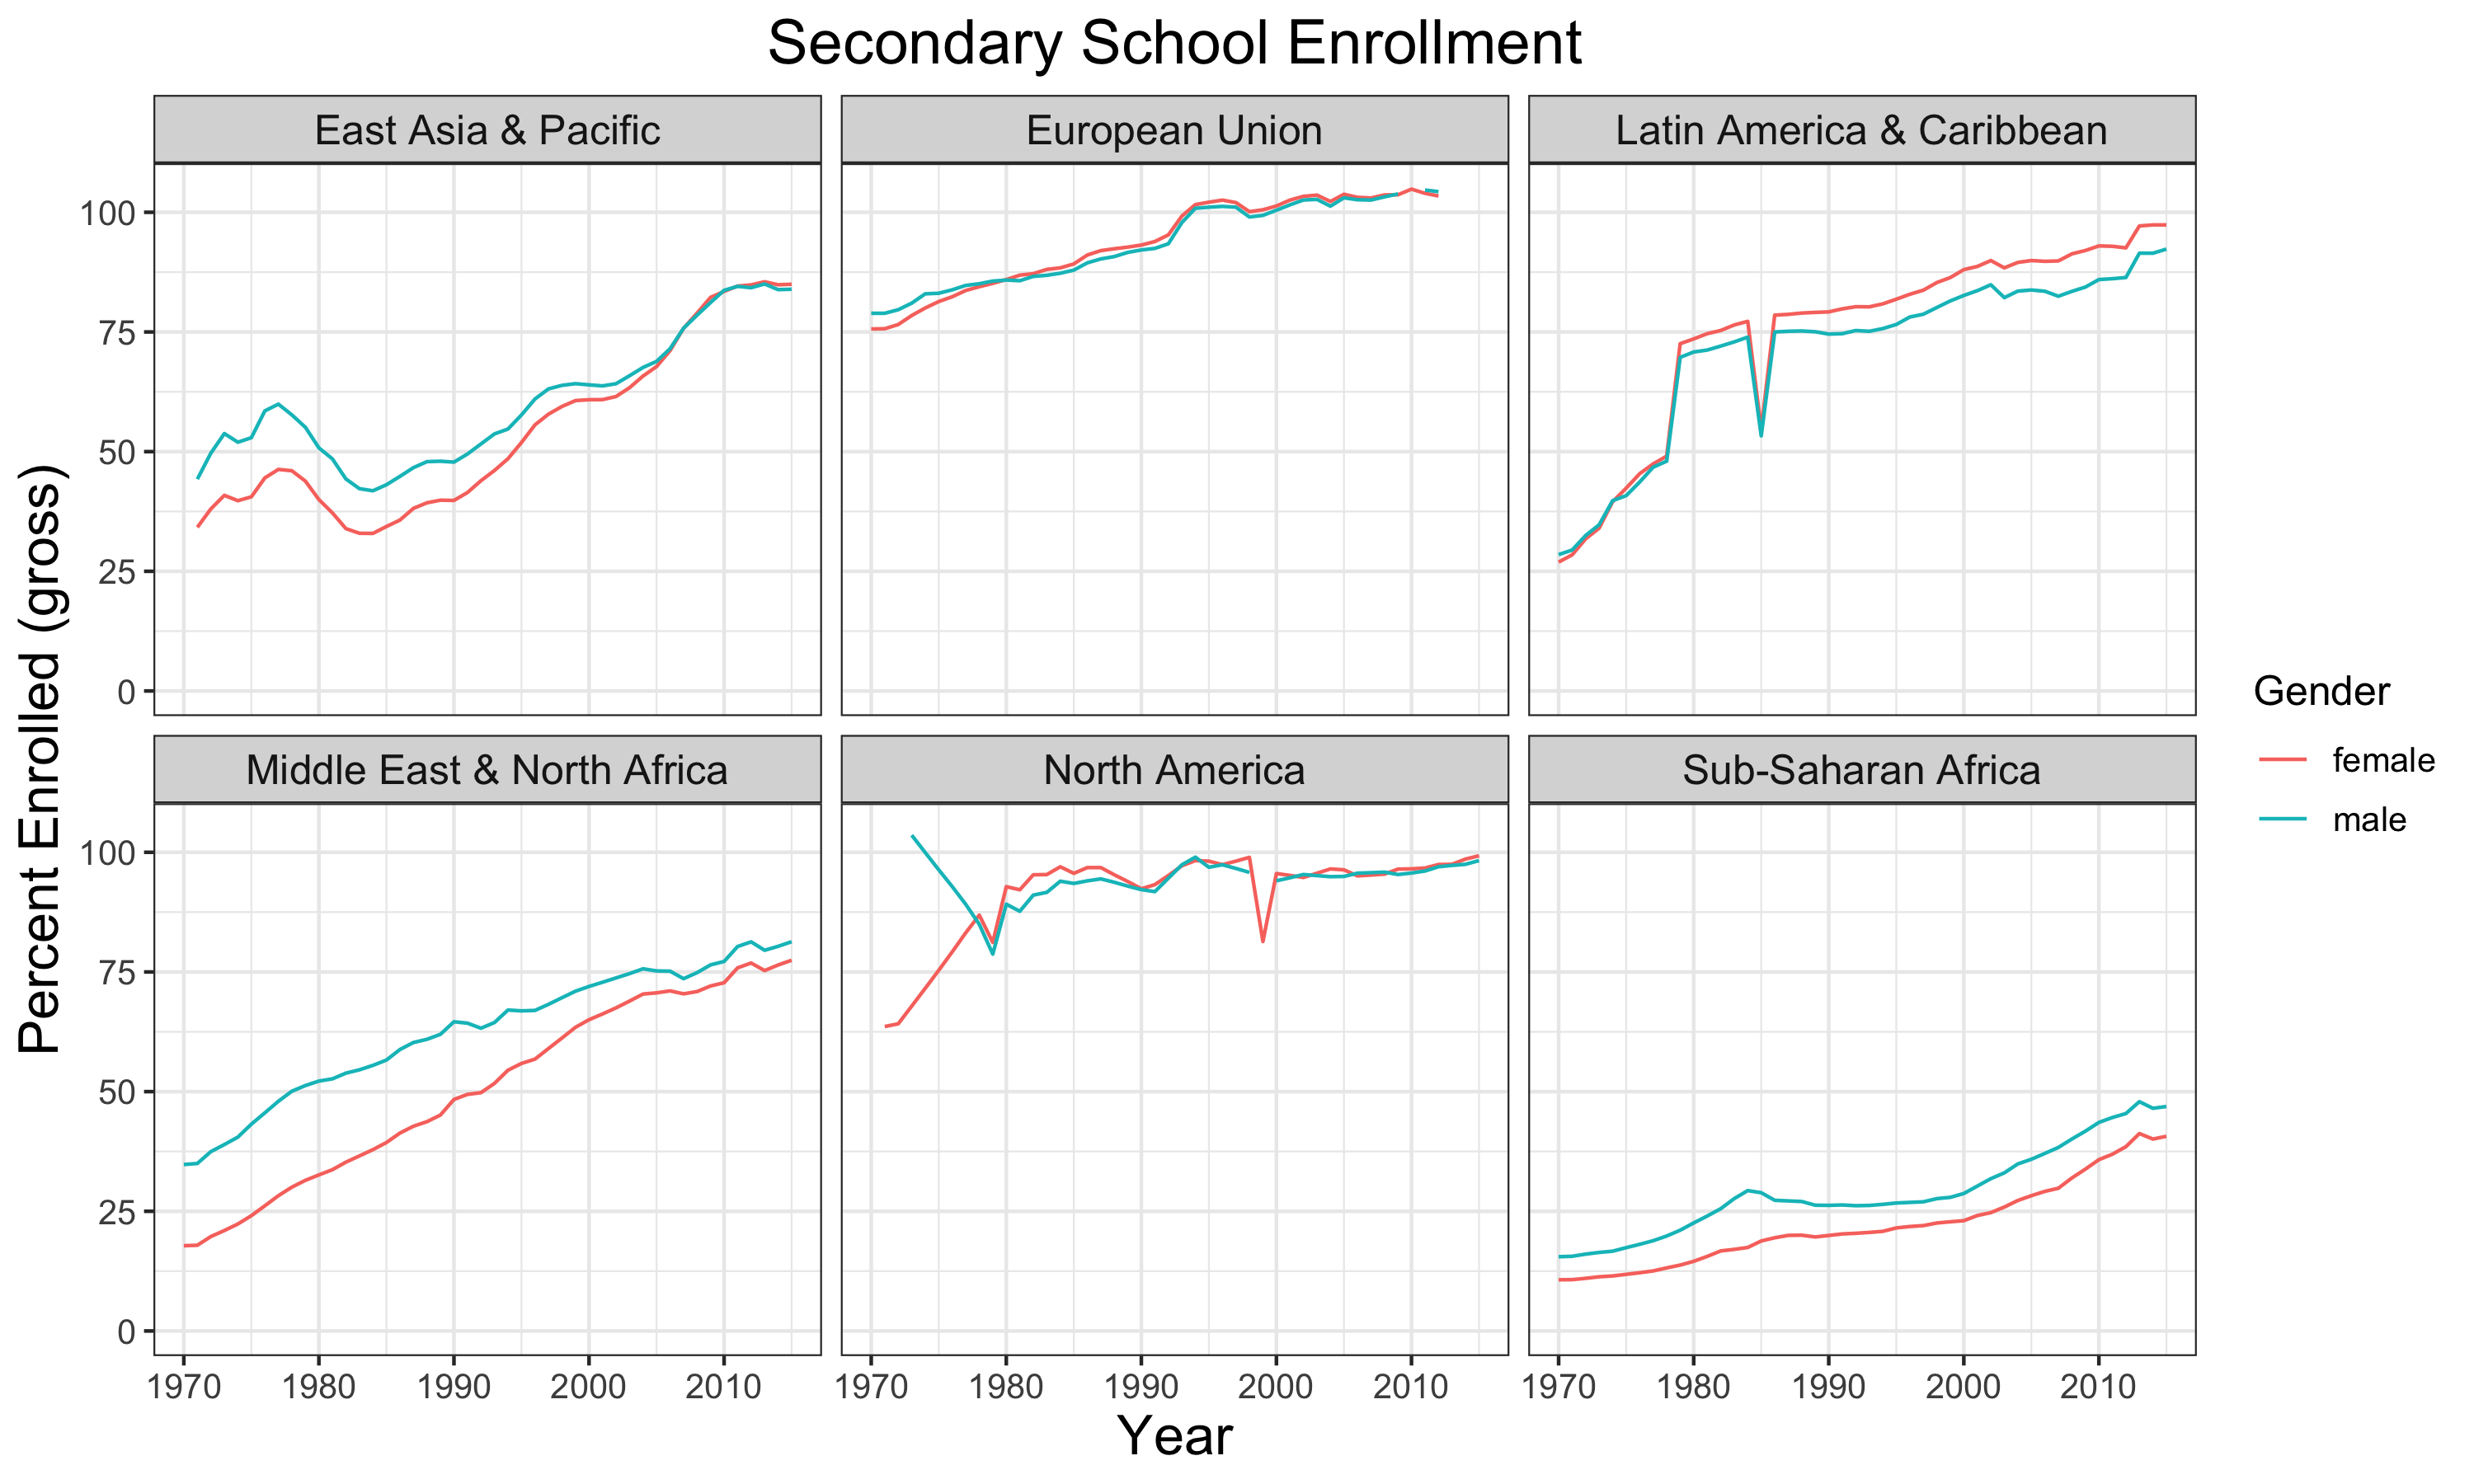 Secondary School Enrollment
East Asia & Pacific
European Union
Latin America & Caribbean
100
75
50
25
0
Percent Enrolled (gross)
Middle East & North Africa
North America
Sub-Saharan Africa
100
75
50
25
0
1970 1980 1990 2000 2010
1970 1980 1990 2000 2010
1970 1980 1990 2000 2010
Year
Gender
female
male